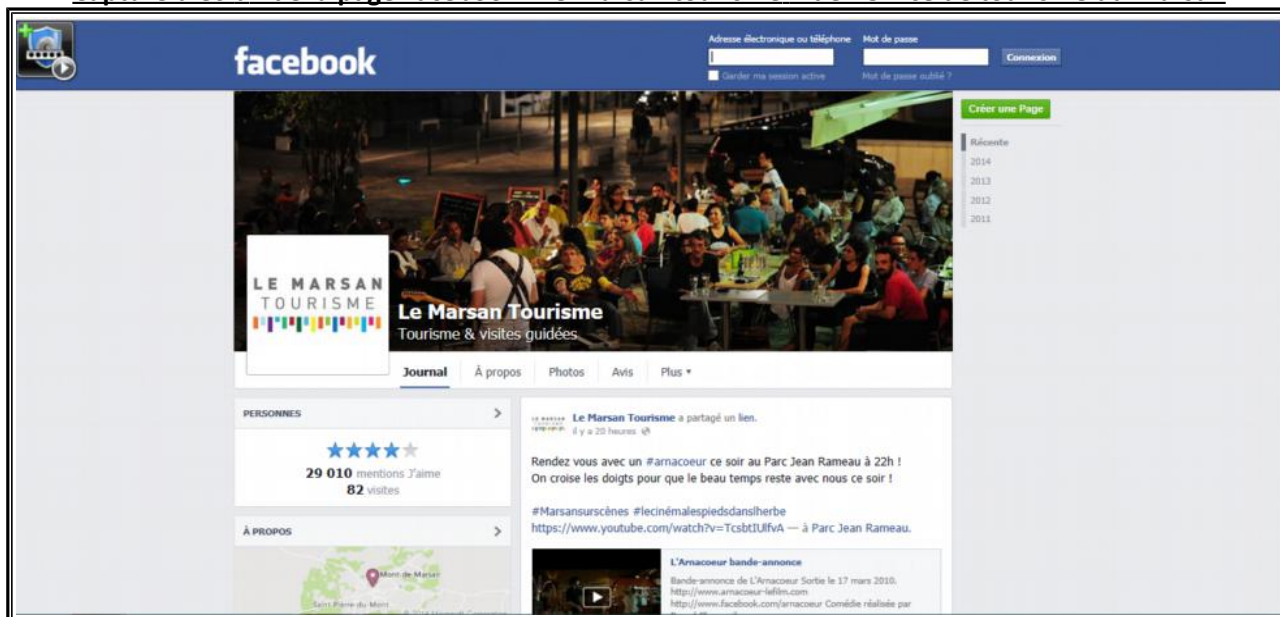 facebook
Adresse électronique ou téléphone
Mot de passe
Connexion
Garder ma session active
Mot de passe oublié ?
Créer une Page
Récente
2014
2013
2012
2011
LE MARSAN
TOURISME
Le Marsan Tourisme
Tourisme & visites guidées
Journal À propos Photos Avis Plus
PERSONNES
29 010 mentions J'aime
82 visites
À PROPOS
Mont-de-Marsan
Saint-Pierre-du-Mont
Le Marsan Tourisme a partagé un lien.
il y a 20 heures
Rendez vous avec un #arnacoeur ce soir au Parc Jean Rameau à 22h !
On croise les doigts pour que le beau temps reste avec nous ce soir !
#Marsansurscènes #lecinémalespiedsdanslherbe
https://www.youtube.com/watch?v=TcsbtIUlfvA — à Parc Jean Rameau.
L'Arnacoeur bande-annonce
Bande-annonce de L'Arnacoeur Sortie le 17
mars 2010.
http://www.arnacoeur-lefilm.com
http://www.facebook.com/arnacoeur Comédie réalisée par